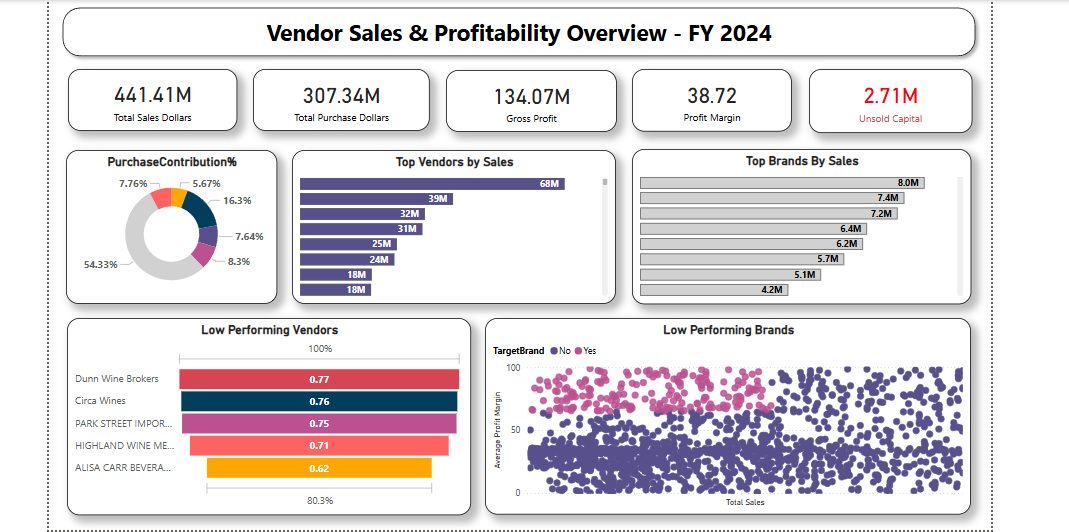 Vendor Sales & Profitability Overview - FY 2024
441.41M
Total Sales Dollars
307.34M
Total Purchase Dollars
134.07M
Gross Profit
38.72
Profit Margin
2.71M
Unsold Capital
PurchaseContribution%
7.76%
5.67%
16.3%
7.64%
8.3%
54.33%
Top Vendors by Sales
68M
39M
32M
31M
25M
24M
18M
18M
Top Brands By Sales
8.0M
7.4M
7.2M
6.4M
6.2M
5.7M
5.1M
4.2M
Low Performing Vendors
100%
Dunn Wine Brokers 0.77
Circa Wines 0.76
PARK STREET IMPOR... 0.75
HIGHLAND WINE ME... 0.71
ALISA CARR BEVERA... 0.62
80.3%
Low Performing Brands
TargetBrand No Yes
Average Profit Margin
100
50
0
Total Sales